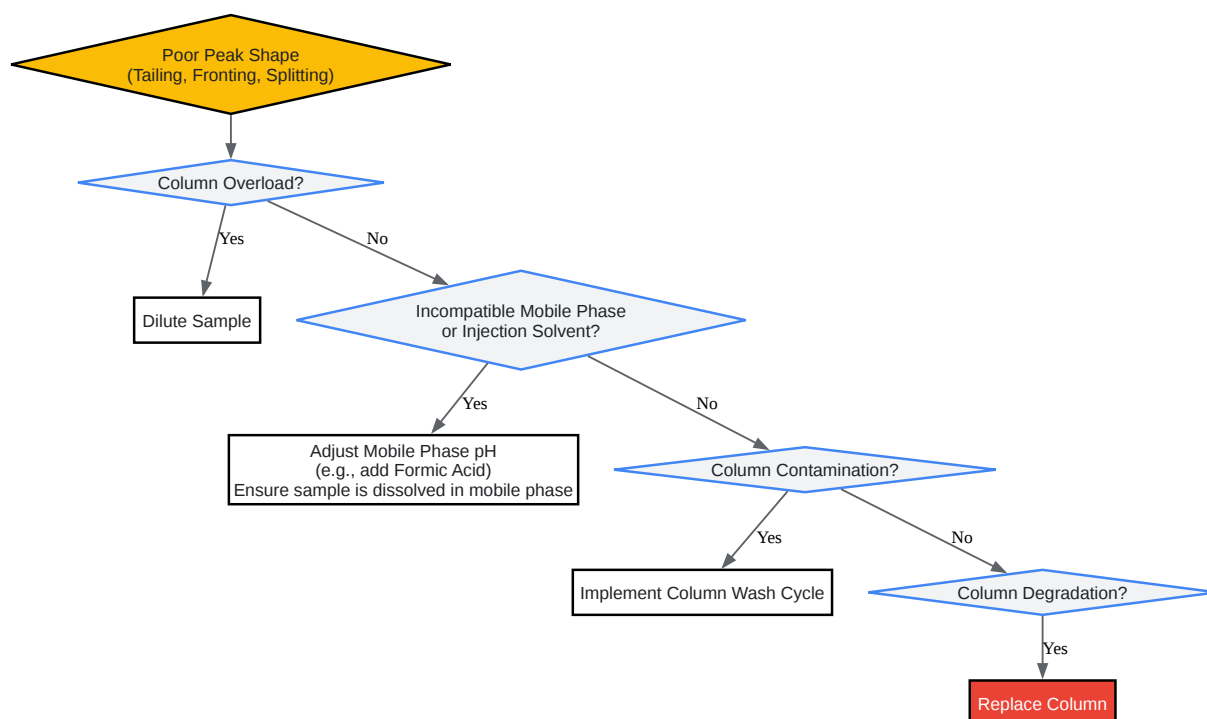 Poor Peak Shape
(Tailing, Fronting, Splitting)
Column Overload?
Yes
No
Dilute Sample
Incompatible Mobile Phase
or Injection Solvent?
Yes
No
Adjust Mobile Phase pH
(e.g., add Formic Acid)
Ensure sample is dissolved in mobile phase
Column Contamination?
Yes
No
Implement Column Wash Cycle
Column Degradation?
Yes
Replace Column